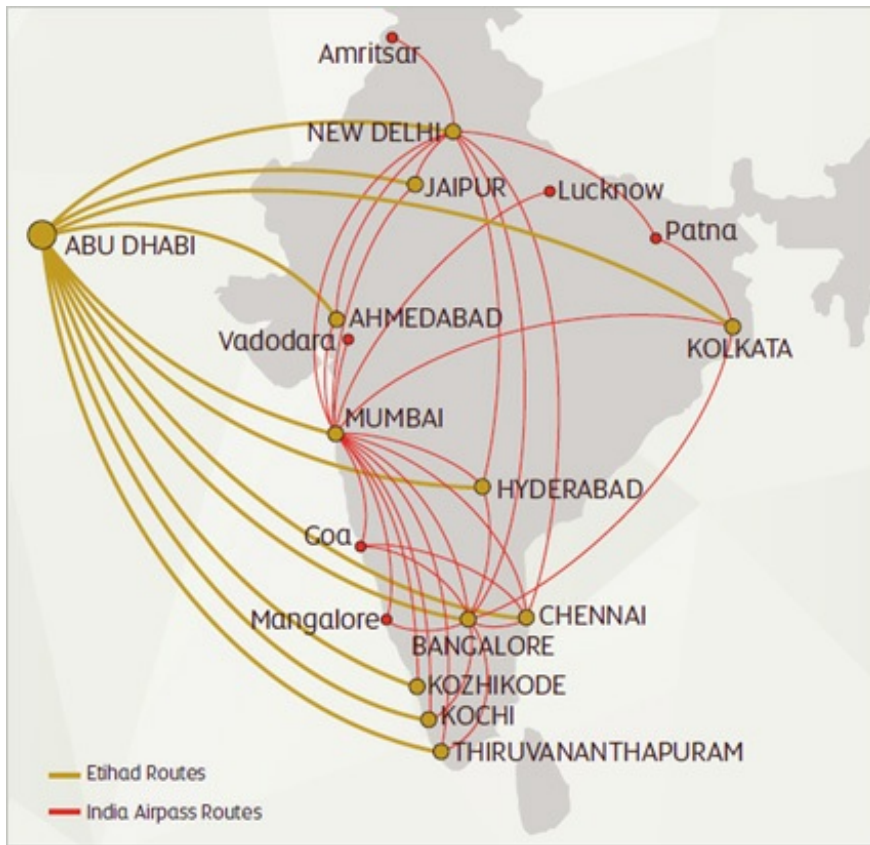 Amritsar
NEW DELHI
JAIPUR
Lucknow
Patna
ABU DHABI
AHMEDABAD
Vadodara
KOLKATA
MUMBAI
HYDERABAD
Goa
Mangalore
CHENNAI
BANGALORE
KOZHIKODE
KOCHI
THIRUVANANTHAPURAM
Etihad Routes
India Airpass Routes